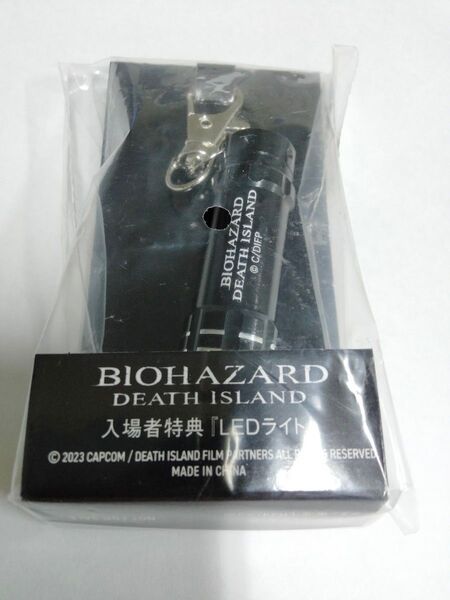 BIOHAZARD
DEATH ISLAND
© C/DIFP
BIOHAZARD
DEATH ISLAND
入場者特典『LEDライト
© 2023 CAPCOM / DEATH ISLAND FILM PARTNERS ALL RIGHTS RESERVED
MADE IN CHINA